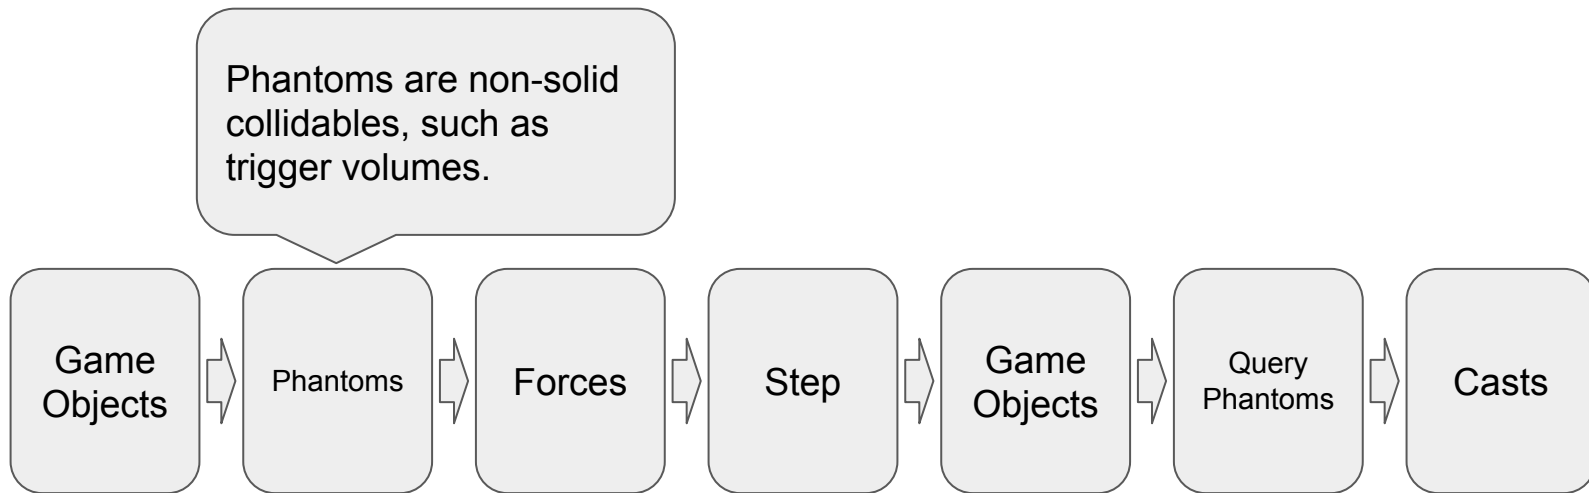 Phantoms are non-solid
collidables, such as
trigger volumes.
Game
Objects
Phantoms
Forces
Step
Game
Objects
Query
Phantoms
Casts